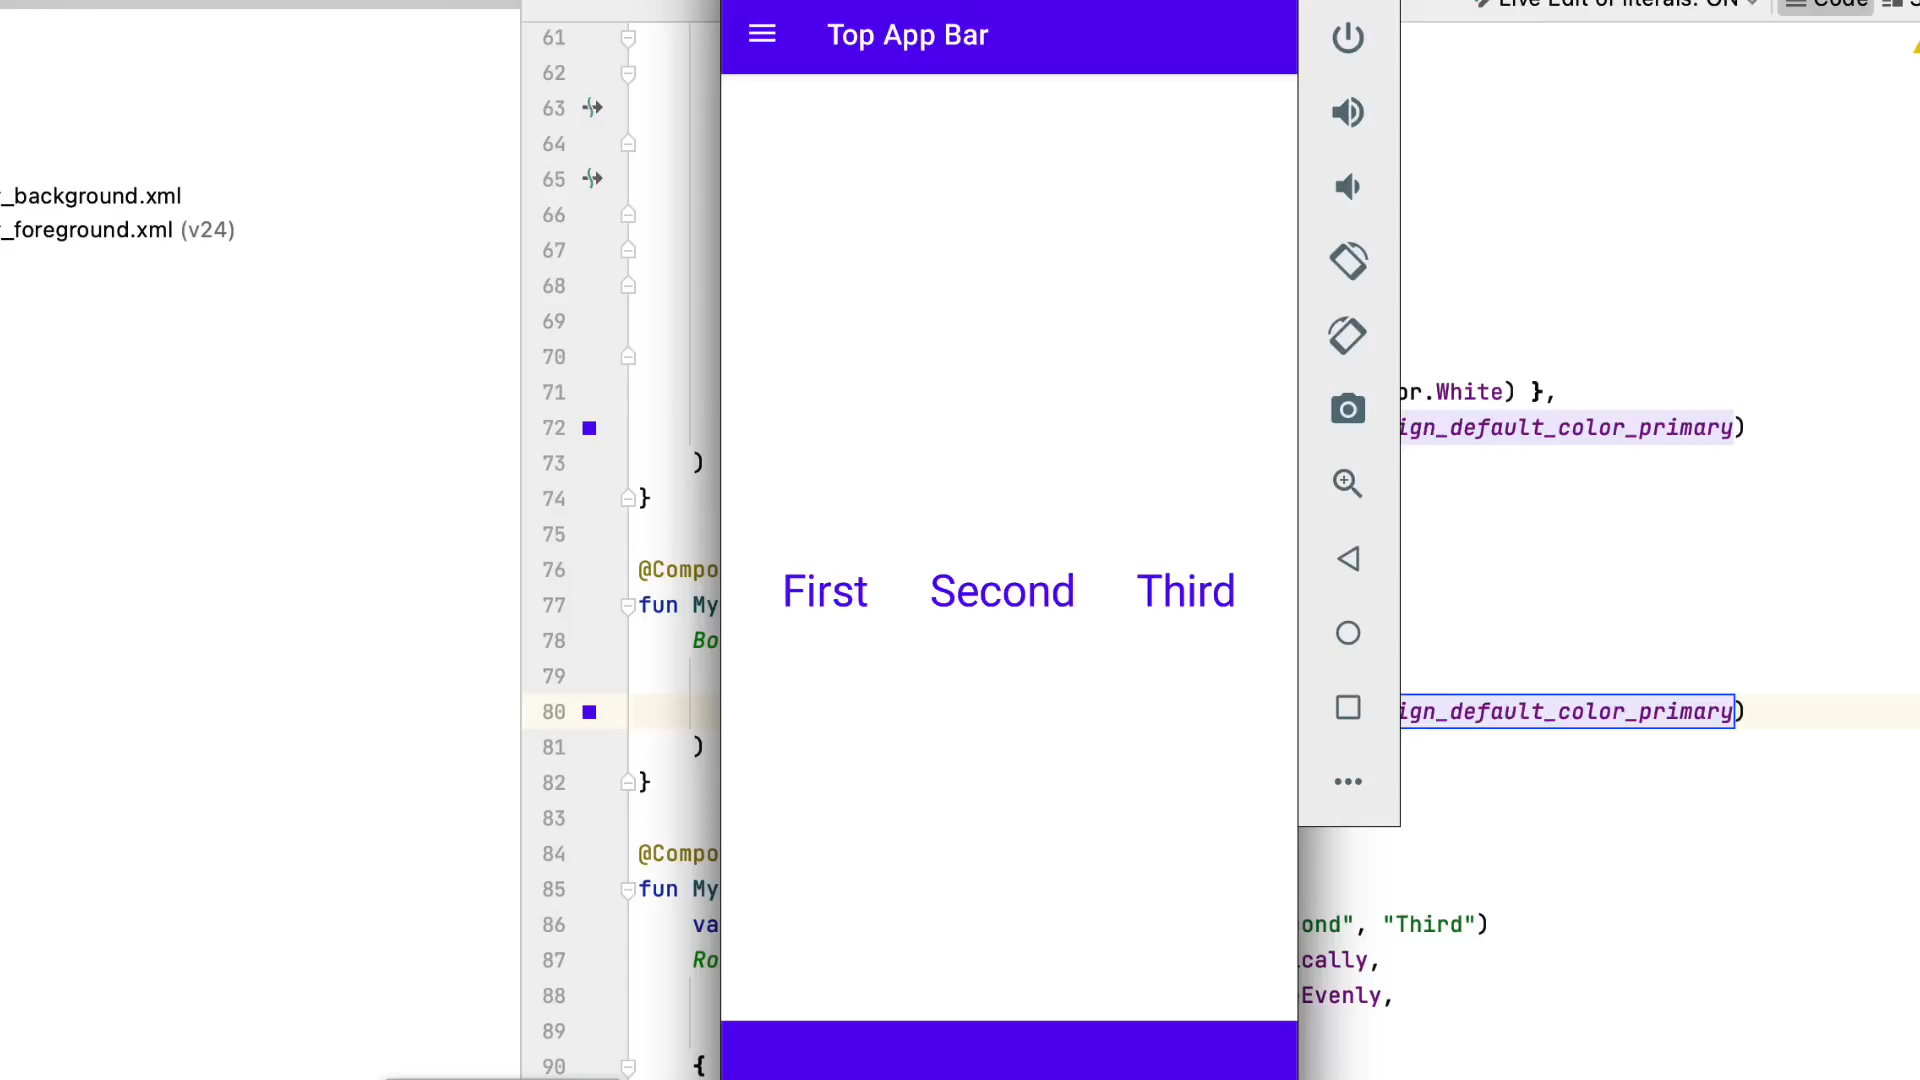 Live Edit of literals: ON
Code
_background.xml
_foreground.xml (v24)
Top App Bar
First Second Third
61
62
63
64
65
66
67
68
69
70
71 or.White) },
72 ign_default_color_primary)
73 )
74 }
75
76 @Compo
77 fun My
78 Bo
79
80 ign_default_color_primary)
81 )
82 }
83
84 @Compo
85 fun My
86 va ond", "Third")
87 Ro cally,
88 Evenly,
89
90 {